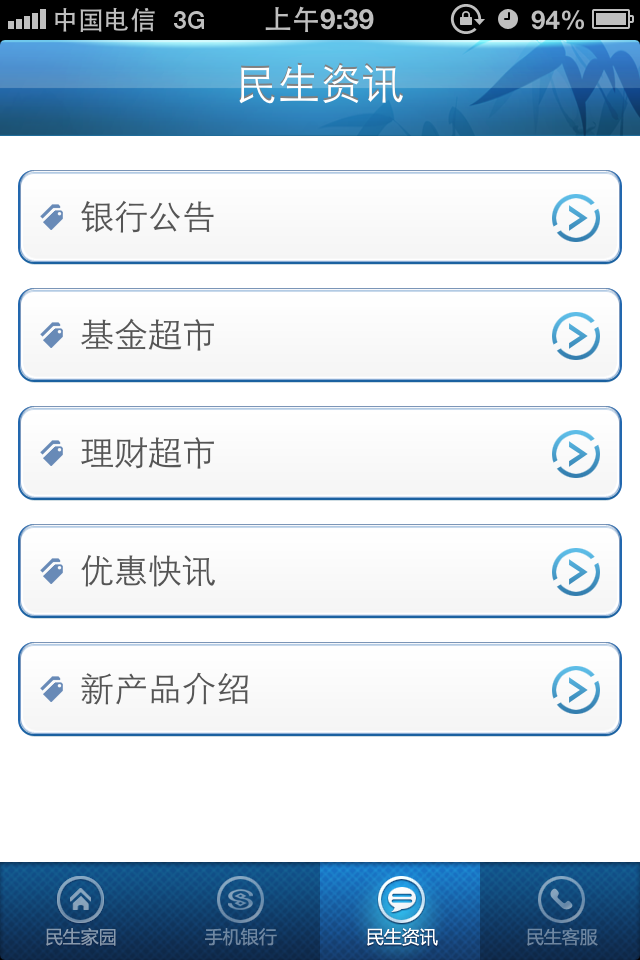 中国电信 3G 上午9:39 94%
民生资讯
银行公告
基金超市
理财超市
优惠快讯
新产品介绍
民生家园 手机银行 民生资讯 民生客服